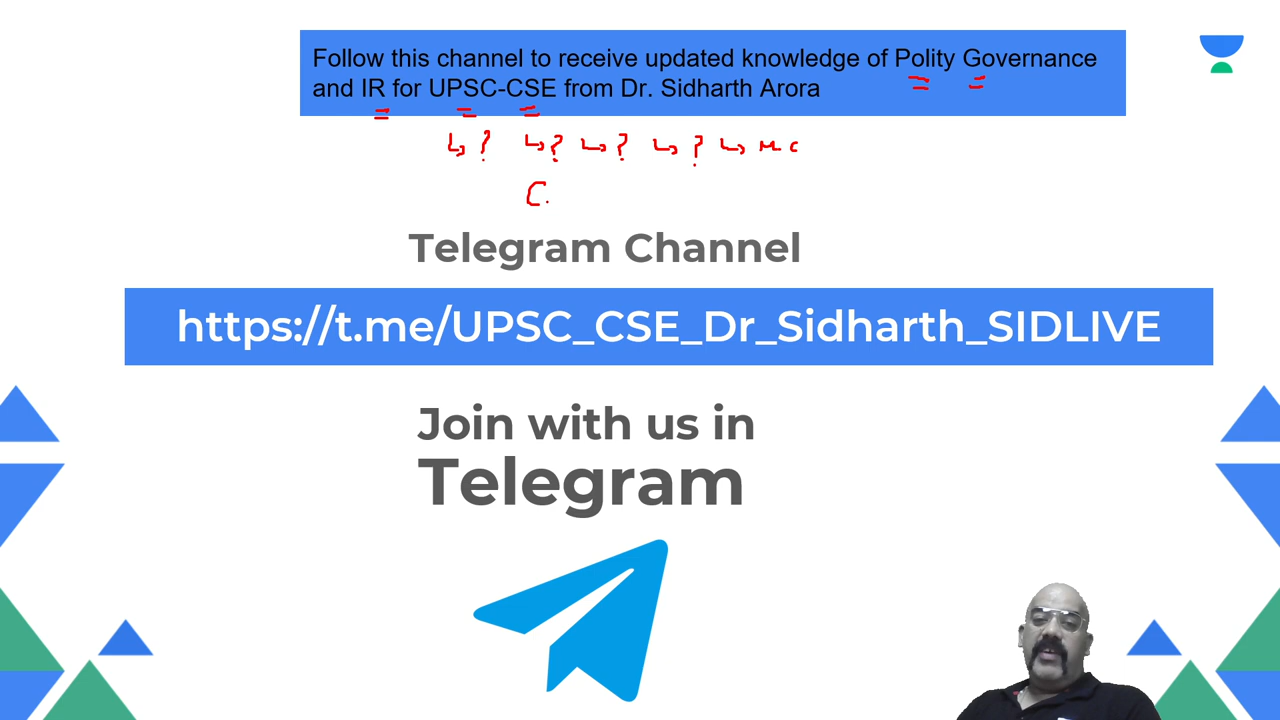 Follow this channel to receive updated knowledge of Polity Governance
and IR for UPSC-CSE from Dr. Sidharth Arora
? ? ? ?
C.
Telegram Channel
https://t.me/UPSC_CSE_Dr_Sidharth_SIDLIVE
Join with us in
Telegram